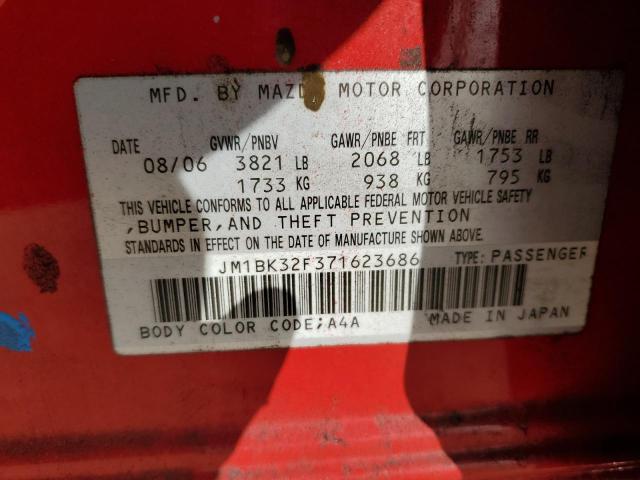 MFD. BY MAZDA MOTOR CORPORATION
DATE GVWR/PNBV GAWR/PNBE FRT GAWR/PNBE RR
08/06 3821 LB 2068 LB 1753 LB
1733 KG 938 KG 795 KG
THIS VEHICLE CONFORMS TO ALL APPLICABLE FEDERAL MOTOR VEHICLE SAFETY
,BUMPER,AND THEFT PREVENTION
STANDARDS IN EFFECT ON THE DATE OF MANUFACTURE SHOWN ABOVE.
JM1BK32F371623686 TYPE: PASSENGER
BODY COLOR CODE:A4A MADE IN JAPAN